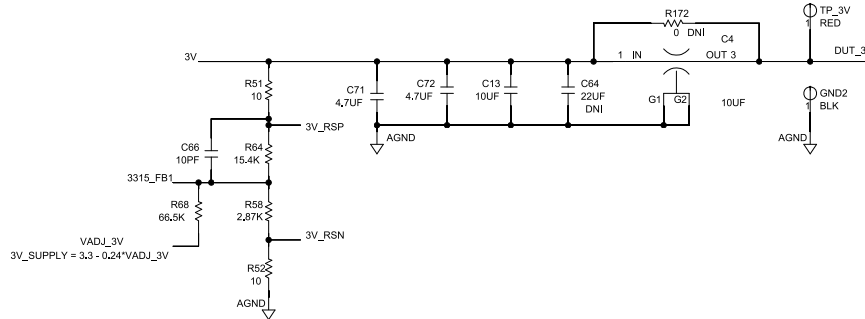 R172
0 DNI
C4
1 IN OUT 3
G1 G2
10UF
TP_3V
1 RED
DUT_3
GND2
1 BLK
AGND
3V
R51
10
C71
4.7UF
C72
4.7UF
C13
10UF
C64
22UF
DNI
AGND
3V_RSP
C66
10PF
R64
15.4K
3315_FB1
R68
66.5K
R58
2.87K
3V_RSN
VADJ_3V
3V_SUPPLY = 3.3 - 0.24*VADJ_3V
R52
10
AGND